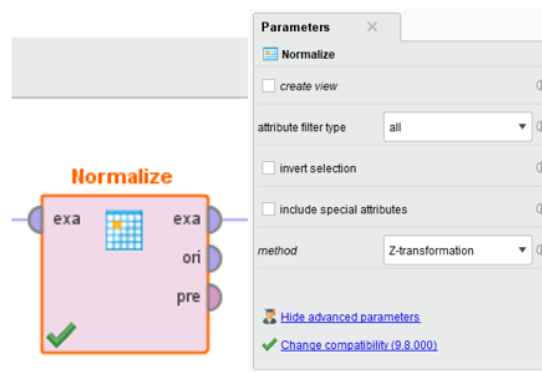 Parameters
Normalize
create view
attribute filter type all
invert selection
include special attributes
method Z-transformation
Hide advanced parameters
Change compatibility (9.8.000)
Normalize
exa exa
ori
pre